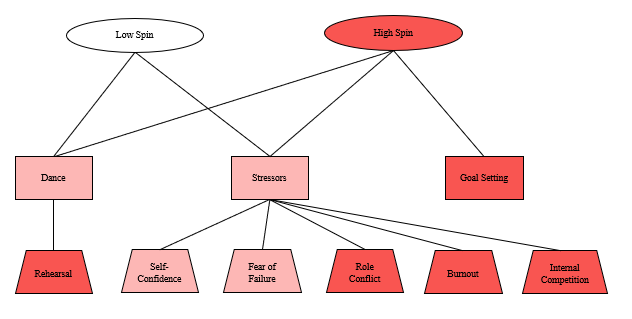 Low Spin
High Spin
Dance
Stressors
Goal Setting
Rehearsal
Self-
Confidence
Fear of
Failure
Role
Conflict
Burnout
Internal
Competition